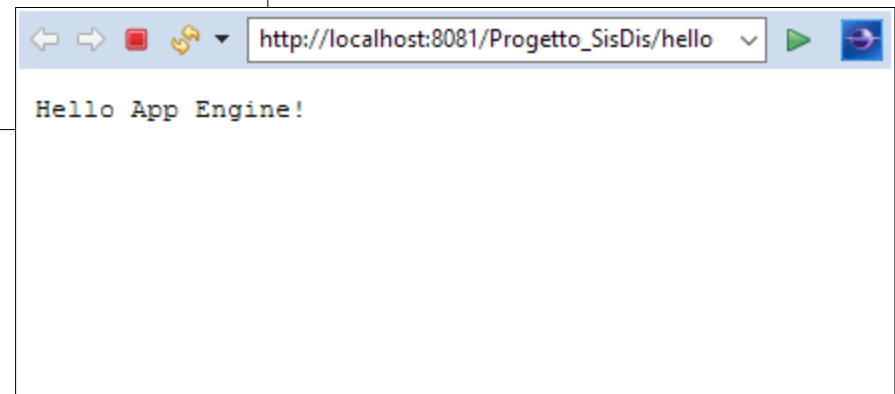 http://localhost:8081/Progetto_SisDis/hello
Hello App Engine!